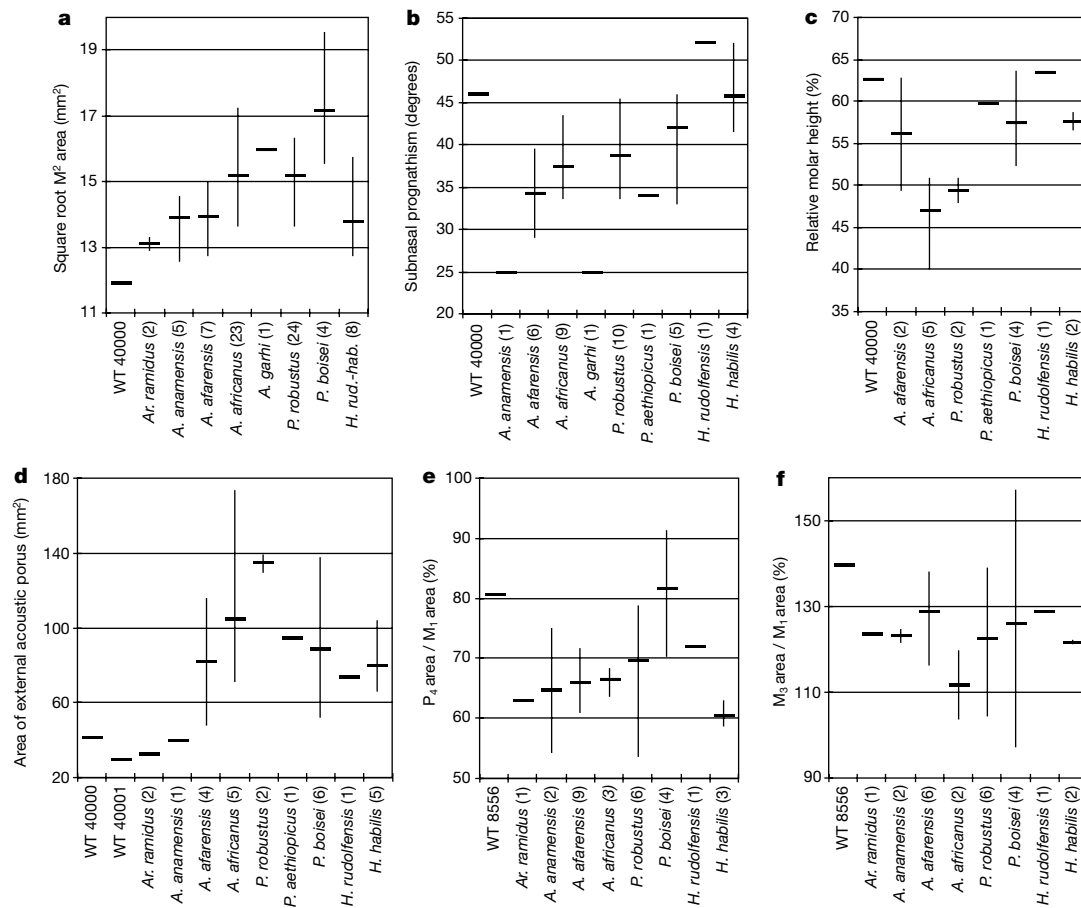 a
Square root M² area (mm²)
19
17
15
13
11
WT 40000
Ar. ramidus (2)
A. anamensis (5)
A. afarensis (7)
A. africanus (23)
A. garhi (1)
P. robustus (24)
P. boisei (4)
H. rud.-hab. (8)
b
Subnasal prognathism (degrees)
55
50
45
40
35
30
25
20
WT 40000
A. anamensis (1)
A. afarensis (6)
A. africanus (9)
A. garhi (1)
P. robustus (10)
P. aethiopicus (1)
P. boisei (5)
H. rudolfensis (1)
H. habilis (4)
c
Relative molar height (%)
75
70
65
60
55
50
45
40
35
WT 40000
A. afarensis (2)
A. africanus (5)
P. robustus (2)
P. aethiopicus (1)
P. boisei (4)
H. rudolfensis (1)
H. habilis (2)
d
Area of external acoustic porus (mm²)
180
140
100
60
20
WT 40000
WT 40001
Ar. ramidus (2)
A. anamensis (1)
A. afarensis (4)
A. africanus (5)
P. robustus (2)
P. aethiopicus (1)
P. boisei (6)
H. rudolfensis (1)
H. habilis (5)
e
P₄ area / M₁ area (%)
100
90
80
70
60
50
WT 8556
Ar. ramidus (1)
A. anamensis (2)
A. afarensis (9)
A. africanus (3)
P. robustus (6)
P. boisei (4)
H. rudolfensis (1)
H. habilis (3)
f
M₃ area / M₁ area (%)
150
130
110
90
WT 8556
Ar. ramidus (1)
A. anamensis (2)
A. afarensis (6)
A. africanus (2)
P. robustus (6)
P. boisei (4)
H. rudolfensis (1)
H. habilis (2)